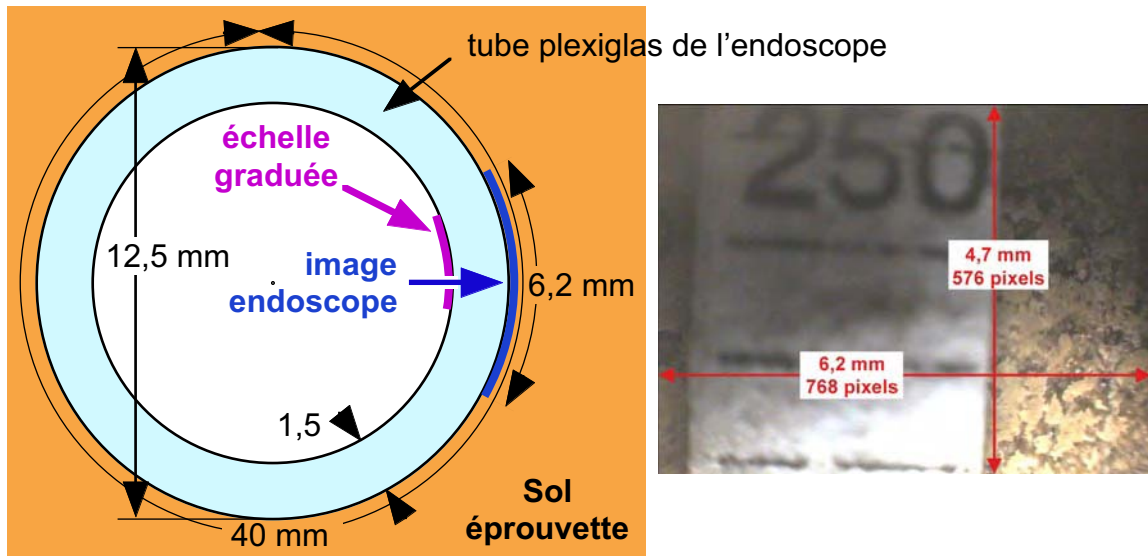 tube plexiglas de l’endoscope
échelle
graduée
12,5 mm
image
endoscope
6,2 mm
1,5
Sol
éprouvette
40 mm
250
4,7 mm
576 pixels
6,2 mm
768 pixels